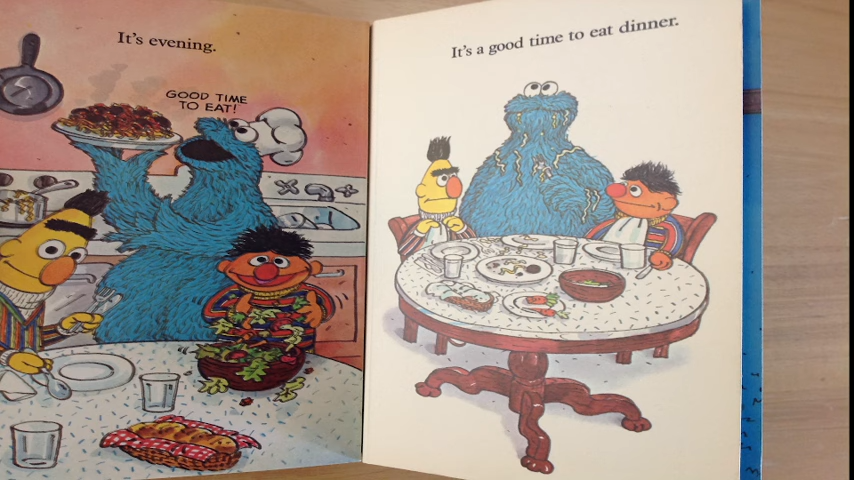 It's evening.
GOOD TIME
TO EAT!
It's a good time to eat dinner.